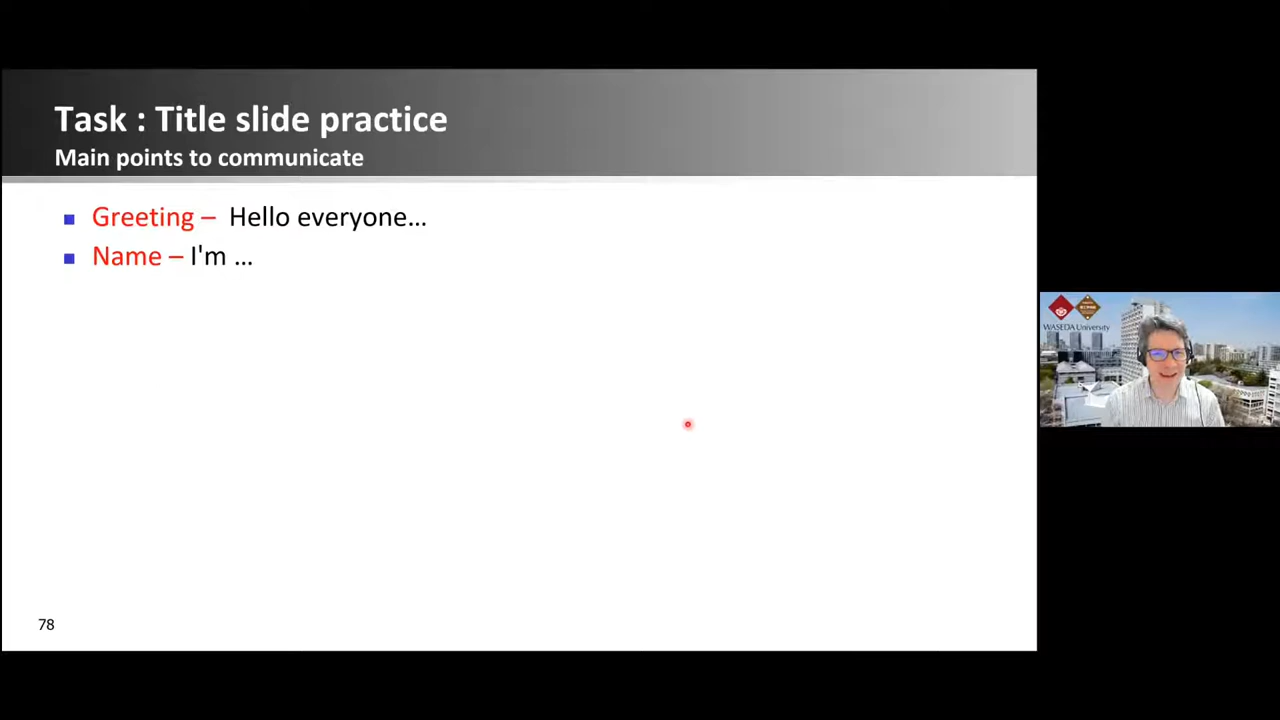 Task : Title slide practice
Main points to communicate
Greeting – Hello everyone...
Name – I'm ...
WASEDA University
78